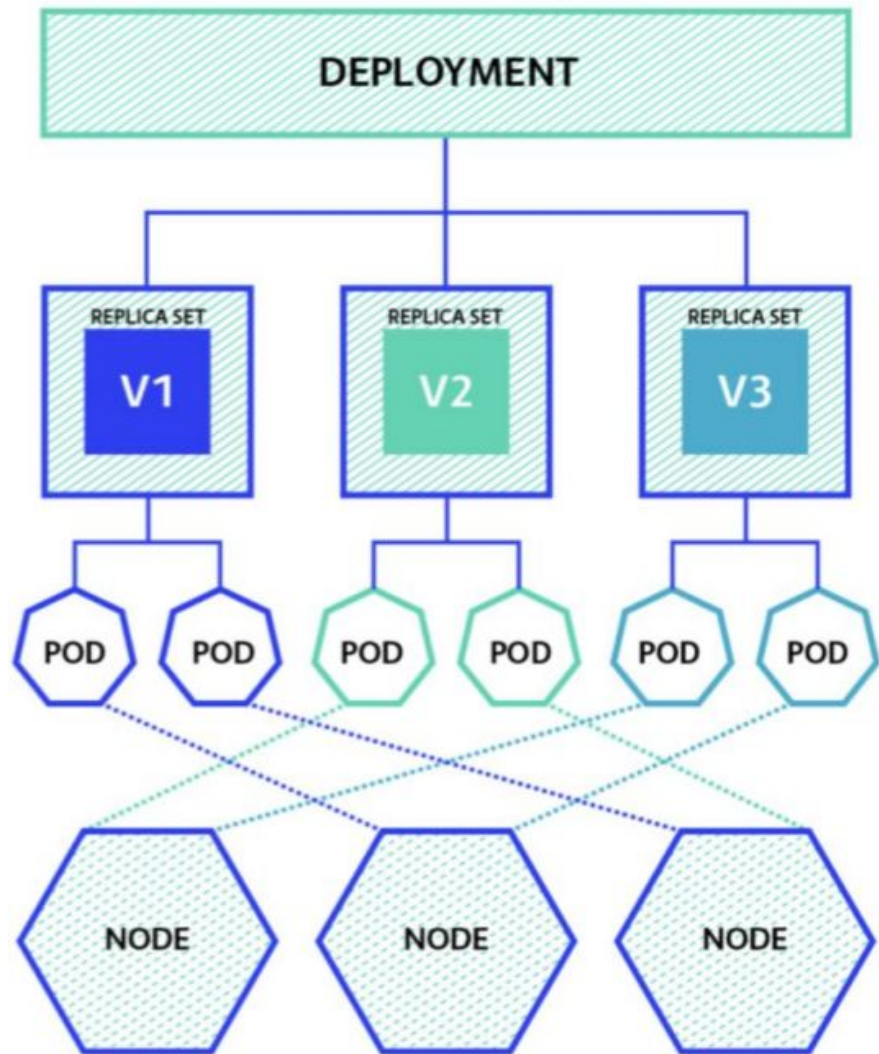 DEPLOYMENT
REPLICA SET
V1
REPLICA SET
V2
REPLICA SET
V3
POD
POD
POD
POD
POD
POD
NODE
NODE
NODE